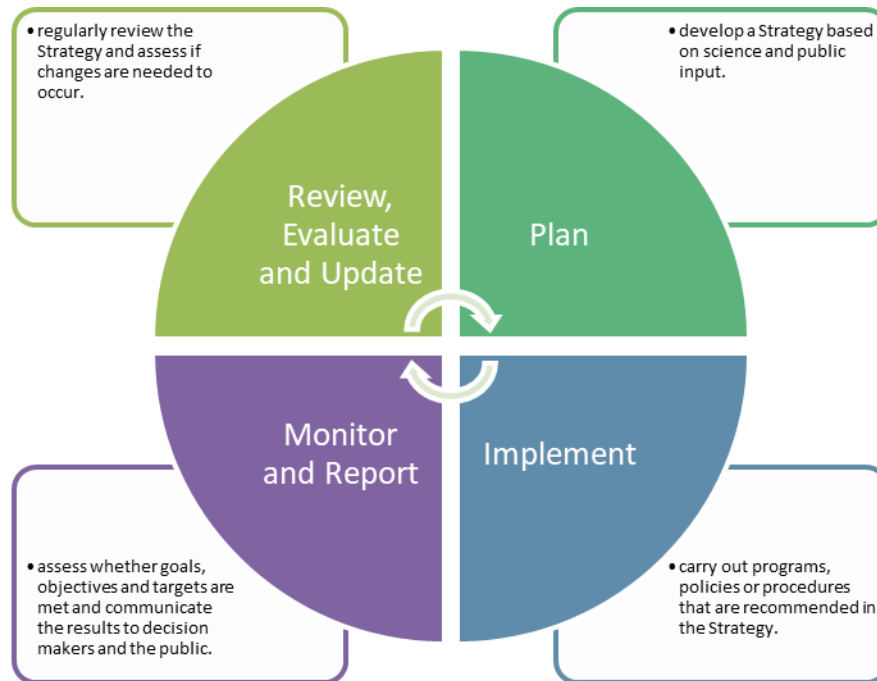 • regularly review the
Strategy and assess if
changes are needed to
occur.
• develop a Strategy based
on science and public
input.
Review,
Evaluate
and Update
Plan
Monitor
and Report
Implement
• assess whether goals,
objectives and targets are
met and communicate
the results to decision
makers and the public.
• carry out programs,
policies or procedures
that are recommended in
the Strategy.